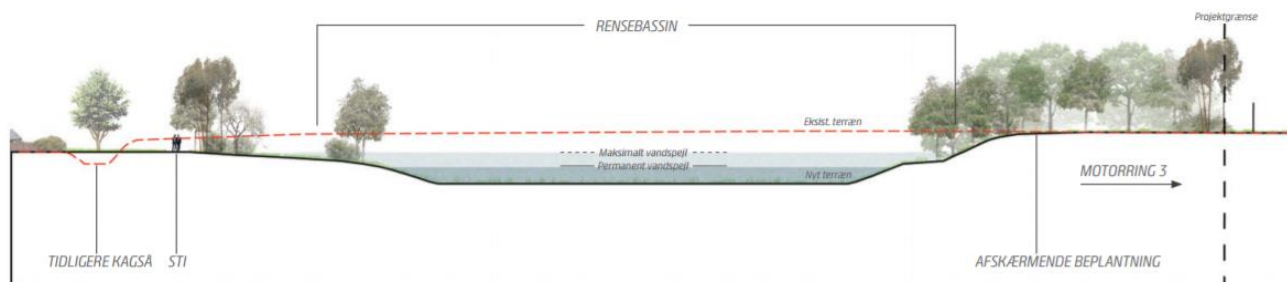 Projektgrænse
RENSEBASSIN
Eksist. terræn
Maksimalt vandspejl
Permanent vandspejl
Nyt terræn
MOTORRING 3
TIDLIGERE KAGSÅ
STI
AFSKÆRMENDE BEPLANTNING